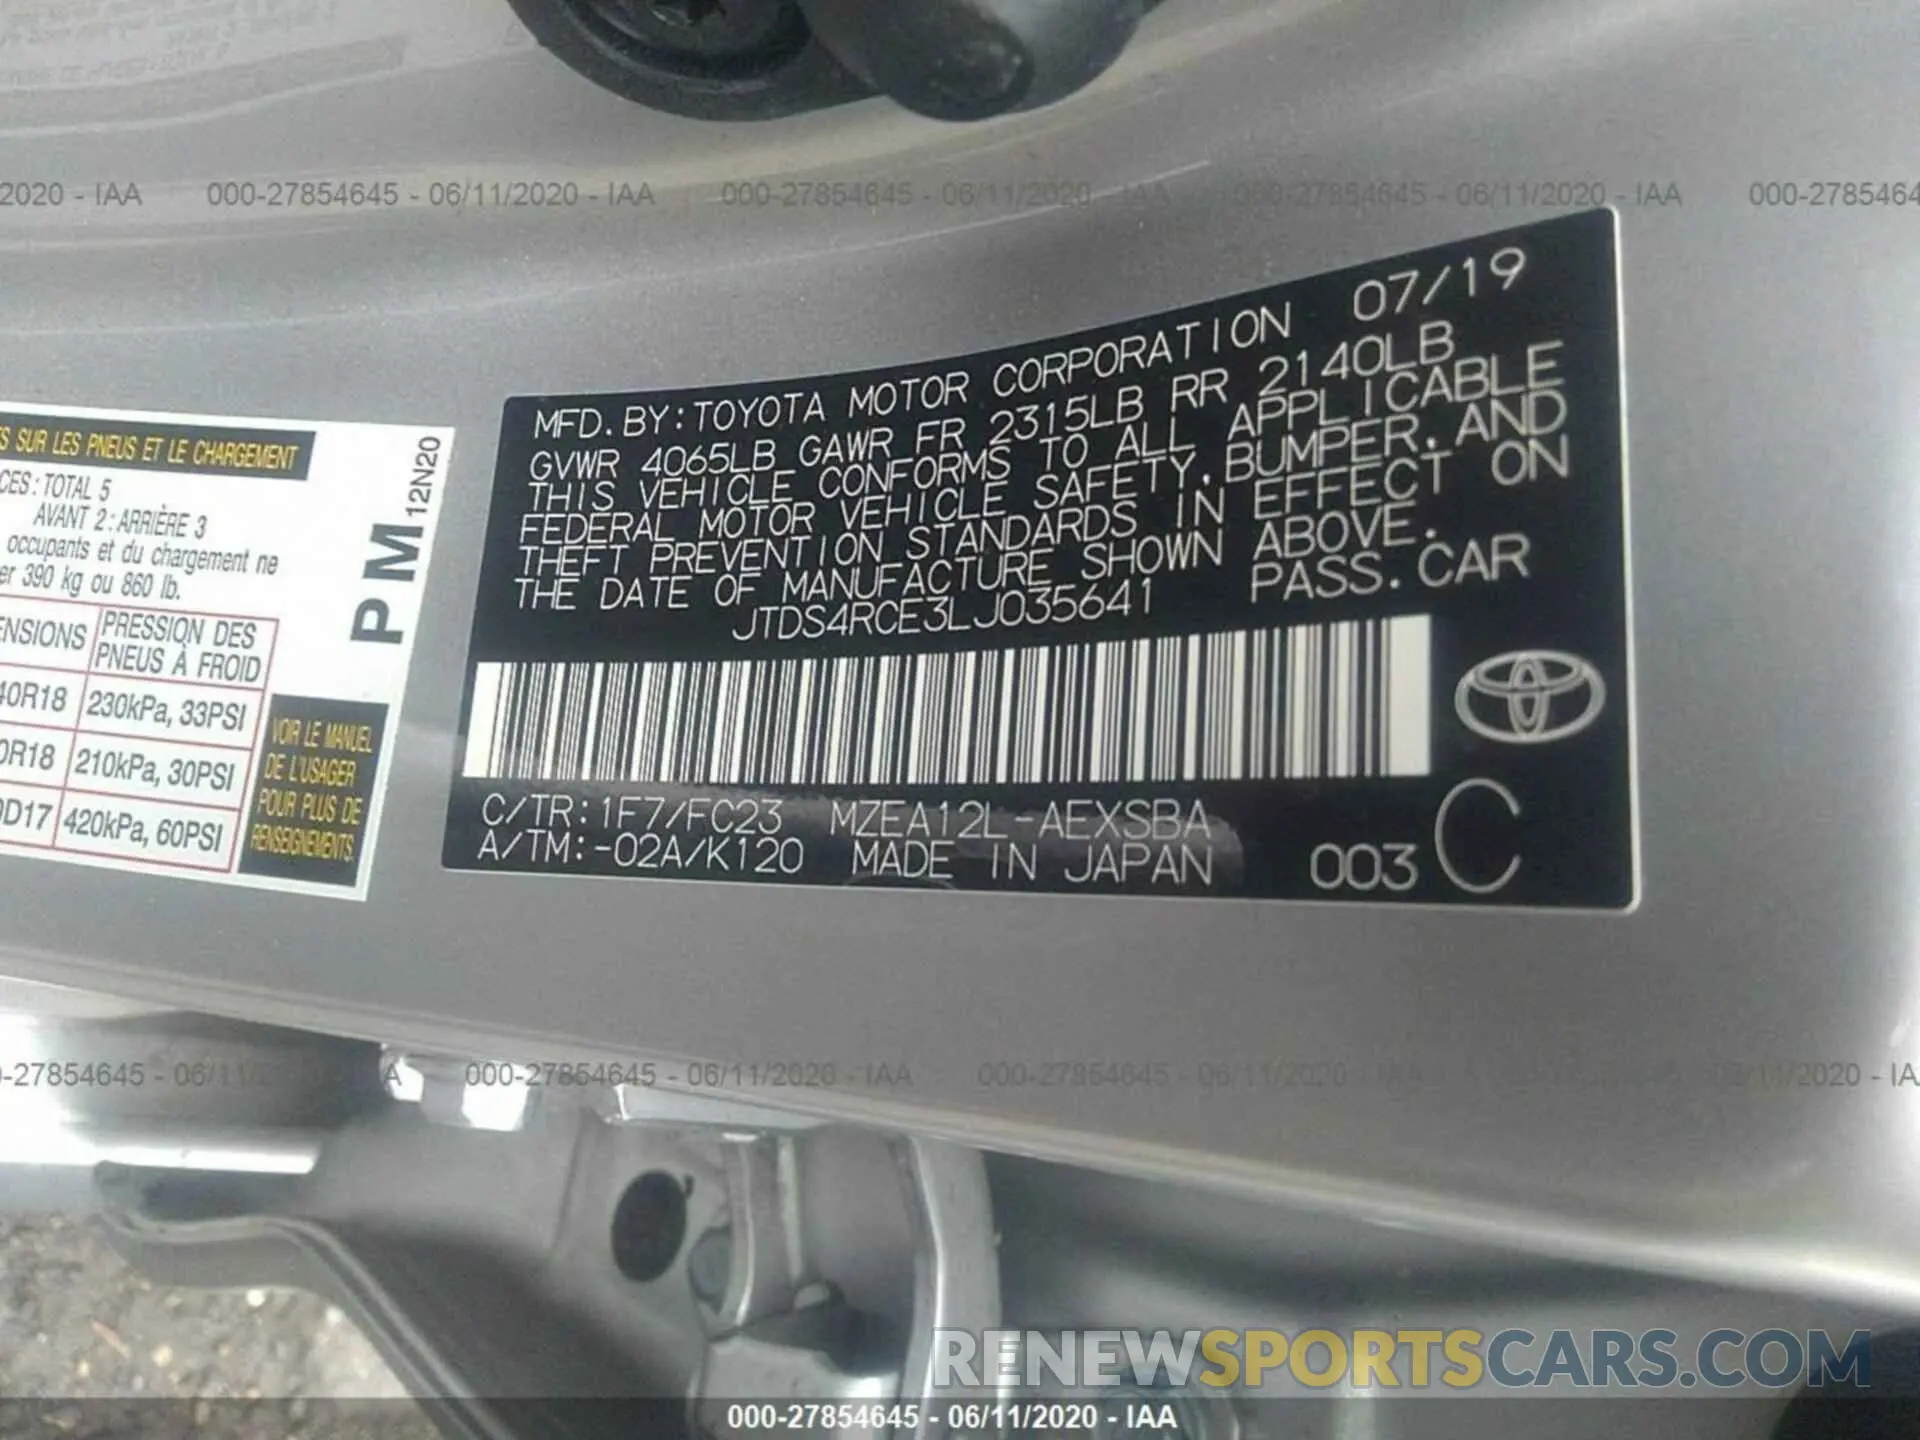 2020 - IAA 000-27854645 - 06/11/2020 - IAA 000-27854645 - 06/11/2020 - IAA 000-27854645 - 06/11/2020 - IAA 000-2785464
MFD. BY: TOYOTA MOTOR CORPORATION 07/19
GVWR 4065LB GAWR FR 2315LB RR 2140LB
THIS VEHICLE CONFORMS TO ALL APPLICABLE
FEDERAL MOTOR VEHICLE SAFETY, BUMPER, AND
THEFT PREVENTION STANDARDS IN EFFECT ON
THE DATE OF MANUFACTURE SHOWN ABOVE.
JTDS4RCE3LJ035641 PASS. CAR
C/TR: 1F7/FC23 MZEA12L-AEXSBA
A/TM: -02A/K120 MADE IN JAPAN 003 C
S SUR LES PNEUS ET LE CHARGEMENT
CES: TOTAL 5
AVANT 2: ARRIÈRE 3
occupants et du chargement ne
er 390 kg ou 860 lb.
ENSIONS PRESSION DES
PNEUS À FROID
40R18 230kPa, 33PSI
0R18 210kPa, 30PSI
0D17 420kPa, 60PSI
PM 12N20
VOIR LE MANUEL
DE L'USAGER
POUR PLUS DE
RENSEIGNEMENTS.
-27854645 - 06/11/2020 - IAA 000-27854645 - 06/11/2020 - IAA 000-27854645 - 06/11/2020 - IAA 06/11/2020 - IA
RENEWSPORTSCARS.COM
000-27854645 - 06/11/2020 - IAA